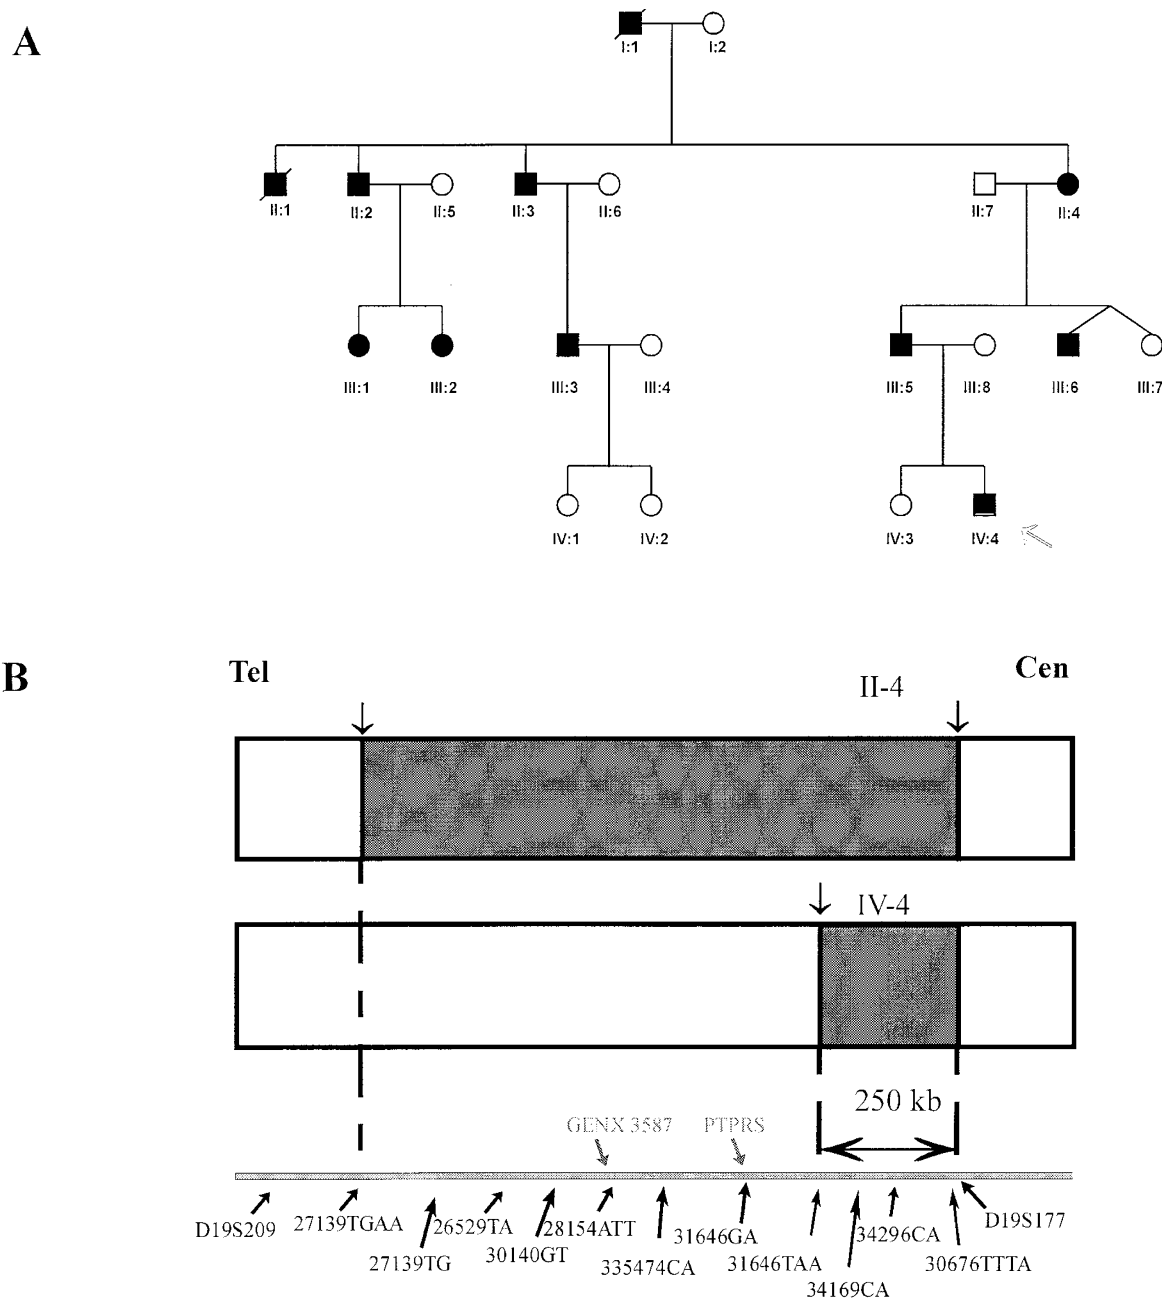 A
I:1 I:2
II:1 II:2 II:5 II:3 II:6 II:7 II:4
III:1 III:2 III:3 III:4 III:5 III:8 III:6 III:7
IV:1 IV:2 IV:3 IV:4
B
Tel Cen
II-4
IV-4
250 kb
GENX 3587 PTPRS
D19S209 27139TGAA 26529TA 28154ATT 31646GA 34296CA D19S177
27139TG 30140GT 335474CA 31646TAA 34169CA 30676TTTA